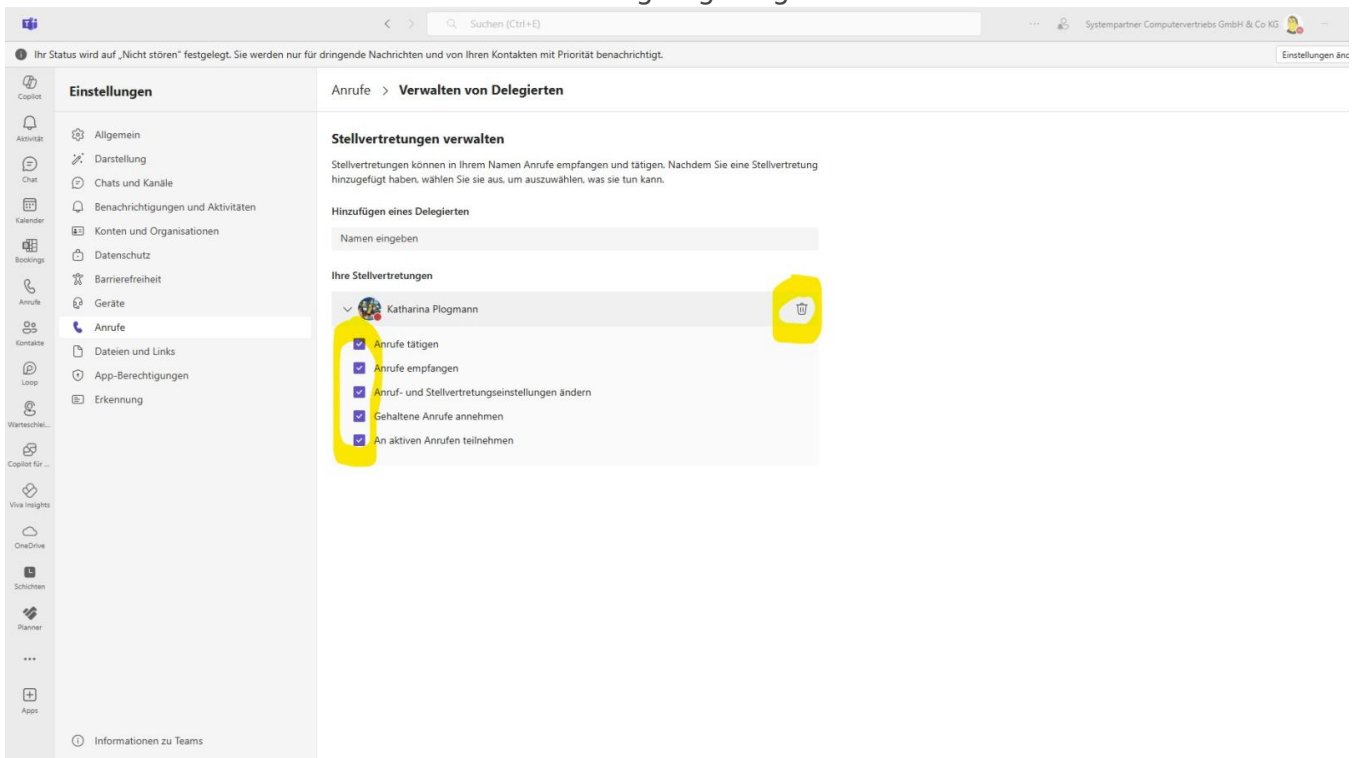 Suchen (Ctrl+E)
Systempartner Computervertriebs GmbH & Co KG
Ihr Status wird auf „Nicht stören“ festgelegt. Sie werden nur für dringende Nachrichten und von Ihren Kontakten mit Priorität benachrichtigt.
Einstellungen änd
Copilot
Aktivität
Chat
Kalender
Bookings
Anrufe
Kontakte
Loop
Warteschlei...
Copilot für ...
Viva Insights
OneDrive
Schichten
Planner
Apps
Einstellungen
Allgemein
Darstellung
Chats und Kanäle
Benachrichtigungen und Aktivitäten
Konten und Organisationen
Datenschutz
Barrierefreiheit
Geräte
Anrufe
Dateien und Links
App-Berechtigungen
Erkennung
Informationen zu Teams
Anrufe > Verwalten von Delegierten
Stellvertretungen verwalten
Stellvertretungen können in Ihrem Namen Anrufe empfangen und tätigen. Nachdem Sie eine Stellvertretung
hinzugefügt haben, wählen Sie sie aus, um auszuwählen, was sie tun kann.
Hinzufügen eines Delegierten
Namen eingeben
Ihre Stellvertretungen
Katharina Plogmann
Anrufe tätigen
Anrufe empfangen
Anruf- und Stellvertretungseinstellungen ändern
Gehaltene Anrufe annehmen
An aktiven Anrufen teilnehmen